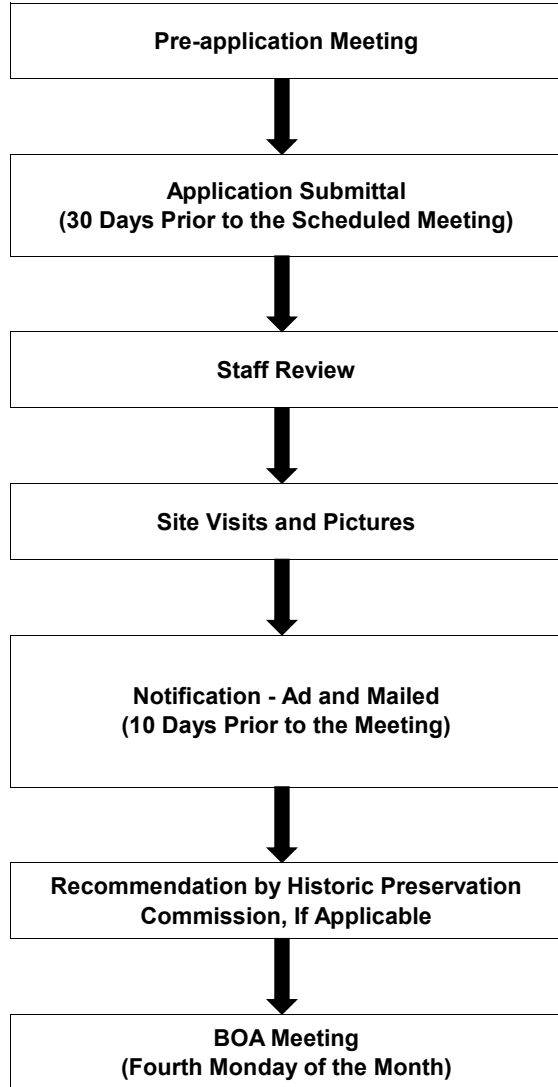 Pre-application Meeting
Application Submittal
(30 Days Prior to the Scheduled Meeting)
Staff Review
Site Visits and Pictures
Notification - Ad and Mailed
(10 Days Prior to the Meeting)
Recommendation by Historic Preservation
Commission, If Applicable
BOA Meeting
(Fourth Monday of the Month)